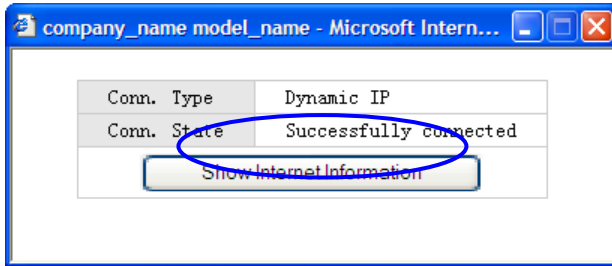 company_name model_name - Microsoft Intern...
Conn. Type Dynamic IP
Conn. State Successfully connected
Show Internet Information